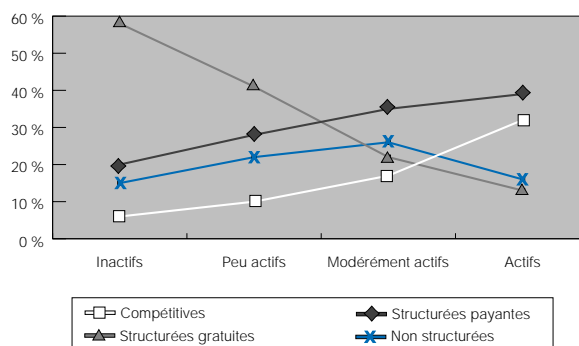 60 %
50 %
40 %
30 %
20 %
10 %
0 %
Inactifs Peu actifs Modérément actifs Actifs
Compétitives Structurées payantes
Structurées gratuites Non structurées